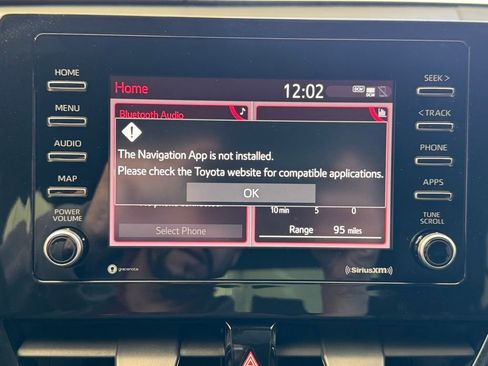 HOME
MENU
AUDIO
MAP
POWER
VOLUME
gracenote
Home
12:02
DCM
Bluetooth Audio
The Navigation App is not installed.
Please check the Toyota website for compatible applications.
OK
10 min 5 0
Select Phone
Range 95 miles
SEEK >
< TRACK
PHONE
APPS
TUNE
SCROLL
((SiriusXM))